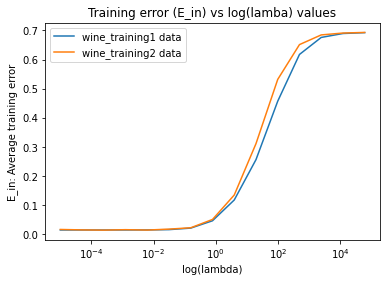 Training error (E_in) vs log(lamba) values
wine_training1 data
wine_training2 data
E_in: Average training error
0.7
0.6
0.5
0.4
0.3
0.2
0.1
0.0
10⁻⁴
10⁻²
10⁰
10²
10⁴
log(lambda)